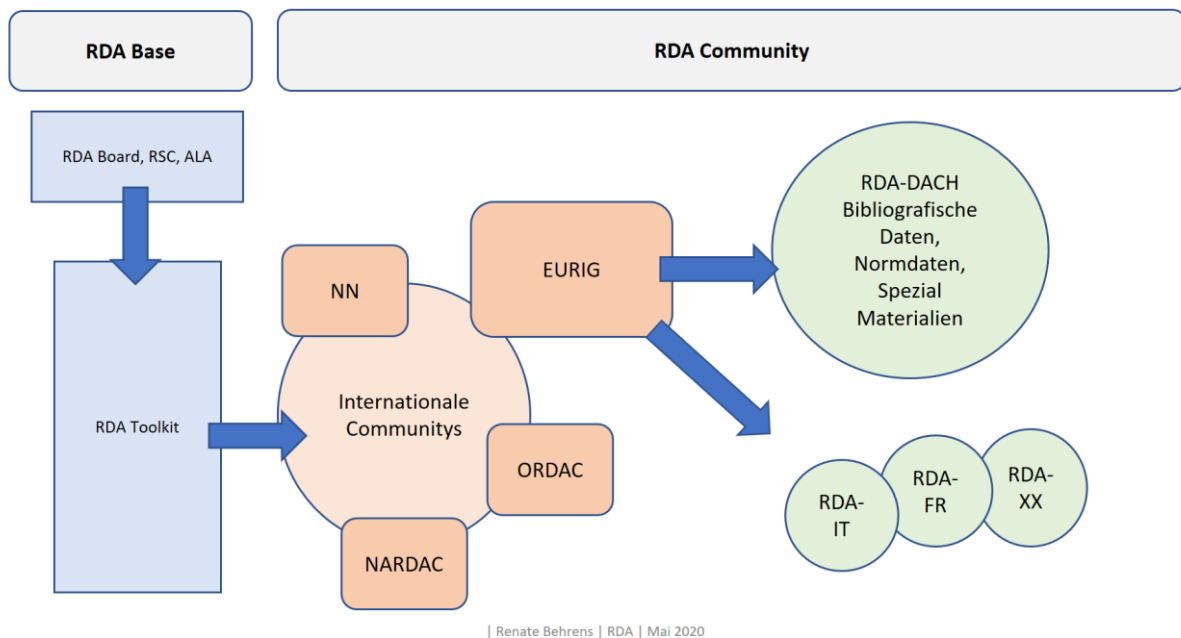 RDA Base
RDA Community
RDA Board, RSC, ALA
RDA Toolkit
NN
Internationale
Communitys
EURIG
ORDAC
NARDAC
RDA-DACH
Bibliografische
Daten,
Normdaten,
Spezial
Materialien
RDA-
IT
RDA-
FR
RDA-
XX
| Renate Behrens | RDA | Mai 2020